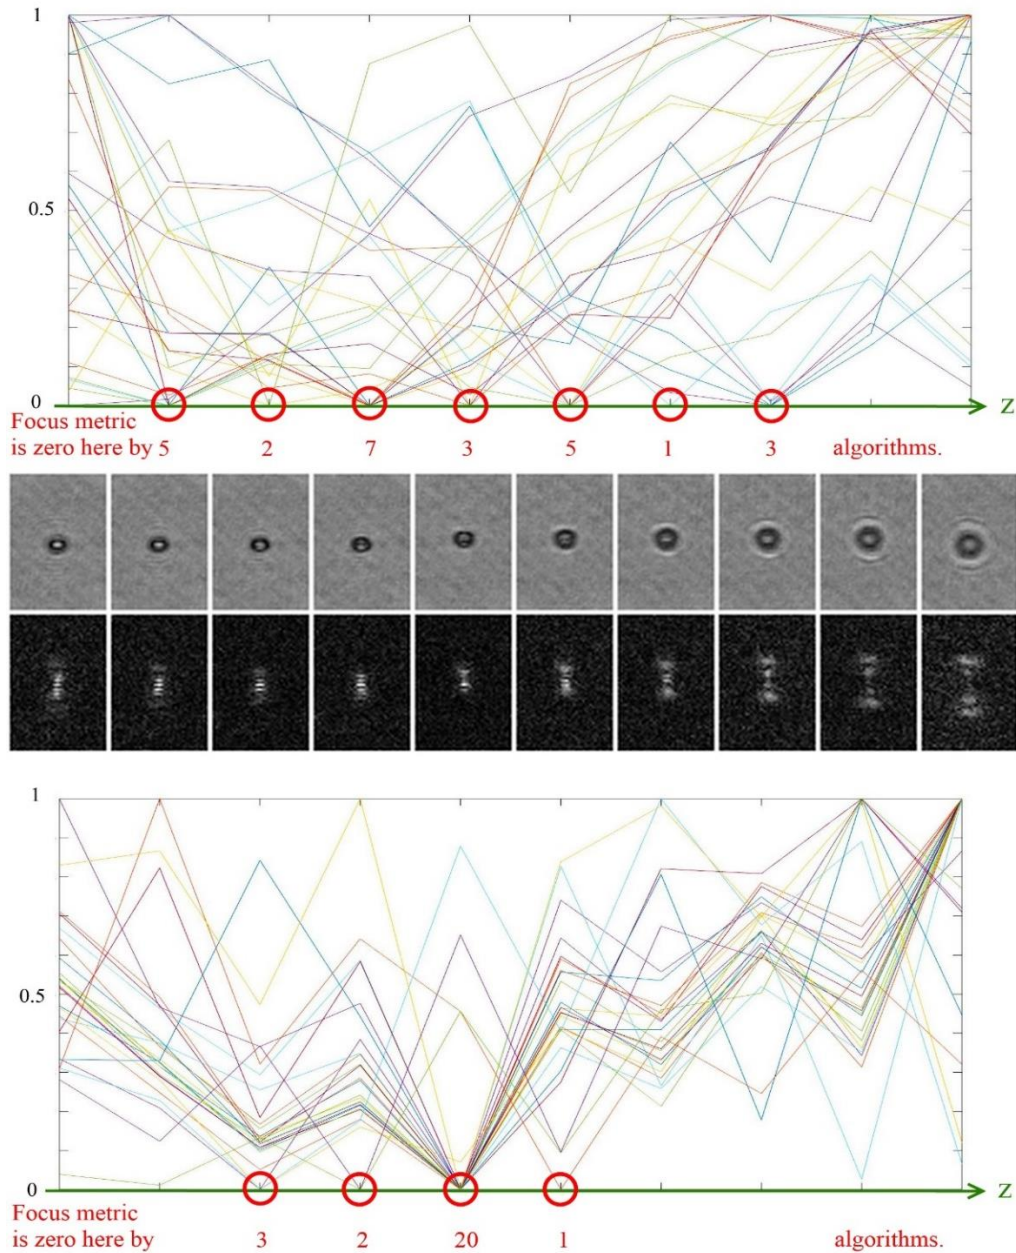 1
0.5
0
Z
Focus metric
is zero here by 5 2 7 3 5 1 3 algorithms.
1
0.5
0
Z
Focus metric
is zero here by 3 2 20 1 algorithms.